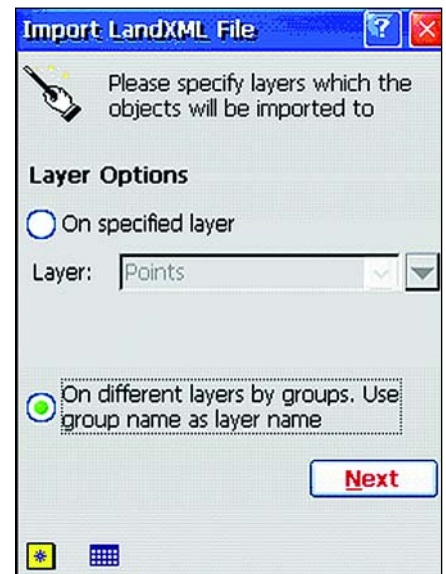 Import LandXML File ?
Please specify layers which the
objects will be imported to
Layer Options
On specified layer
Layer: Points
On different layers by groups. Use
group name as layer name
Next